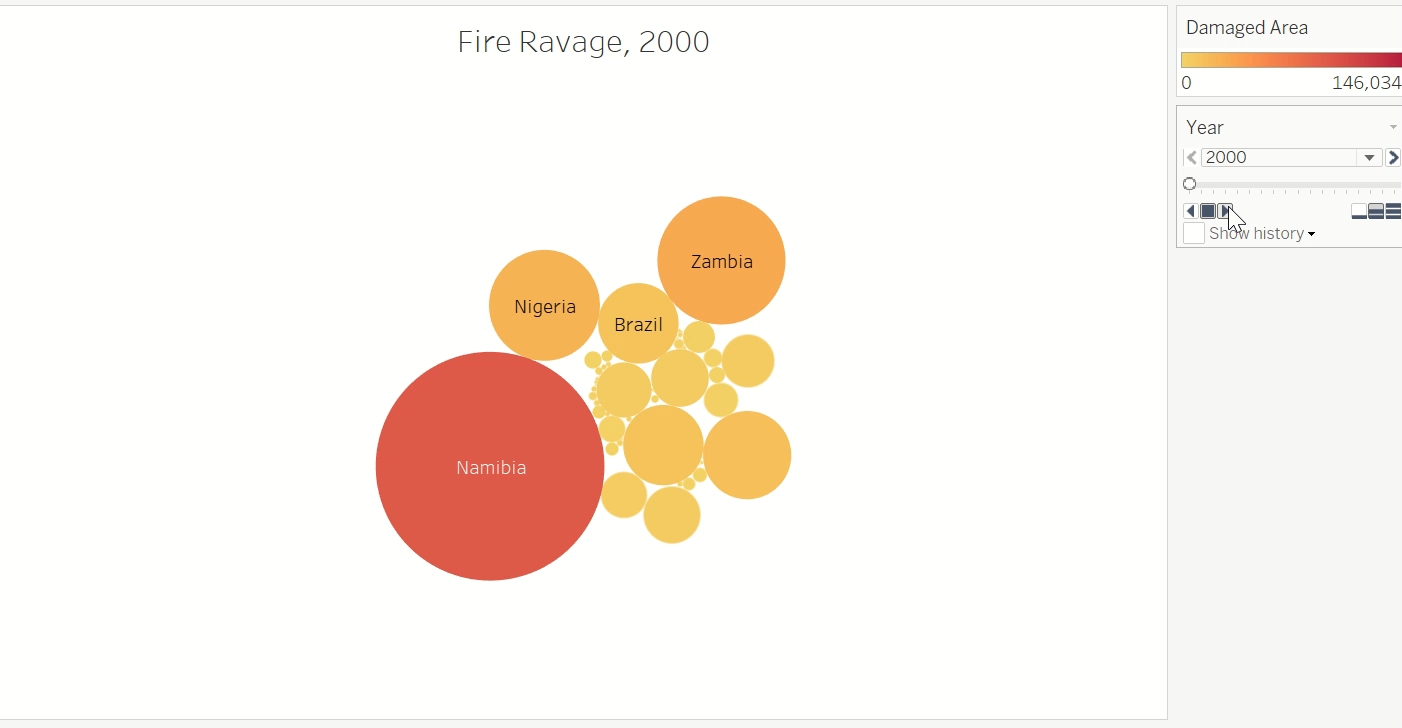 Fire Ravage, 2000
Zambia
Nigeria
Brazil
Namibia
Damaged Area
0 146,034
Year
2000
Show history